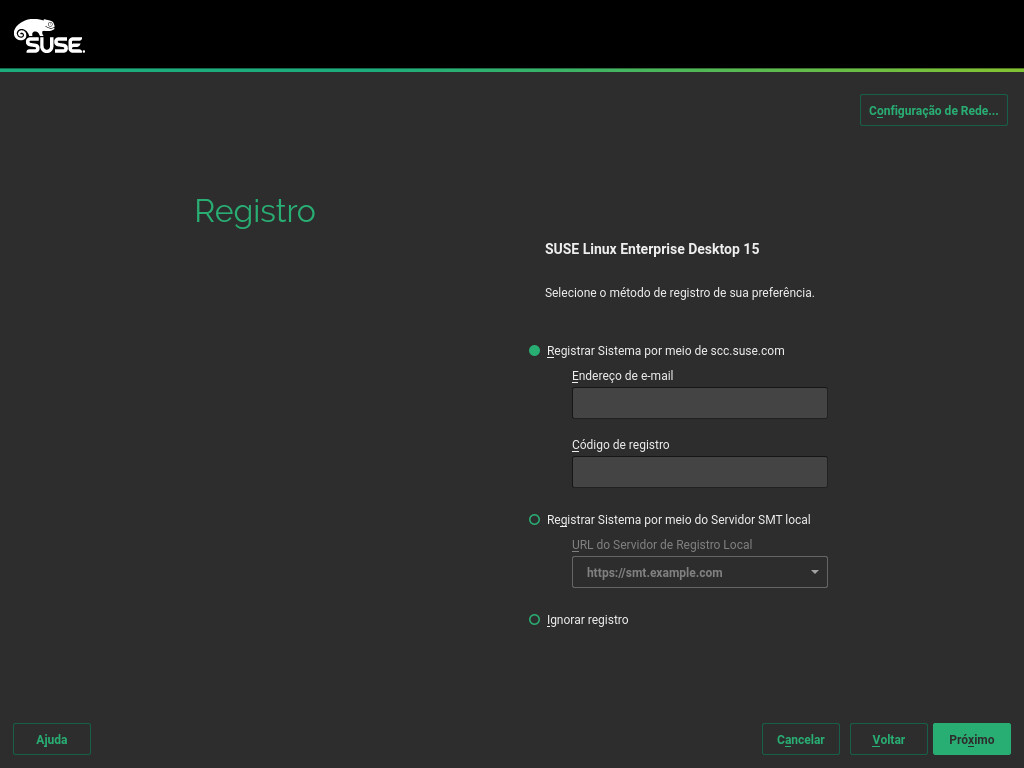 SUSE.
Configuração de Rede...
Registro
SUSE Linux Enterprise Desktop 15
Selecione o método de registro de sua preferência.
Registrar Sistema por meio de scc.suse.com
Endereço de e-mail
Código de registro
Registrar Sistema por meio do Servidor SMT local
URL do Servidor de Registro Local
https://smt.example.com
Ignorar registro
Ajuda
Cancelar
Voltar
Próximo